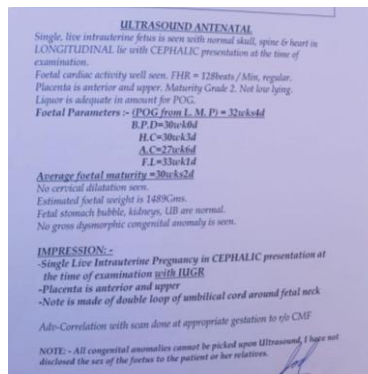 ULTRASOUND ANTENATAL
Single, live intrauterine fetus is seen with normal skull, spine & heart in
LONGITUDINAL lie with CEPHALIC presentation at the time of
examination.
Foetal cardiac activity well seen. FHR = 128beats / Min, regular.
Placenta is anterior and upper. Maturity Grade 2. Not low lying.
Liquor is adequate in amount for POG.
Foetal Parameters :- (POG from L. M. P) = 32wks4d
B.P.D=30wk0d
H.C=30wk3d
A.C=27wk6d
F.L=33wk1d
Average foetal maturity =30wks2d
No cervical dilatation seen.
Estimated foetal weight is 1489Gms.
Fetal stomach bubble, kidneys, UB are normal.
No gross dysmorphic congenital anomaly is seen.
IMPRESSION: -
-Single Live Intrauterine Pregnancy in CEPHALIC presentation at
the time of examination with IUGR
-Placenta is anterior and upper
-Note is made of double loop of umbilical cord around fetal neck
Adv-Correlation with scan done at appropriate gestation to r/o CMF
NOTE: - All congenital anomalies cannot be picked upon Ultrasound, I have not
disclosed the sex of the foetus to the patient or her relatives.